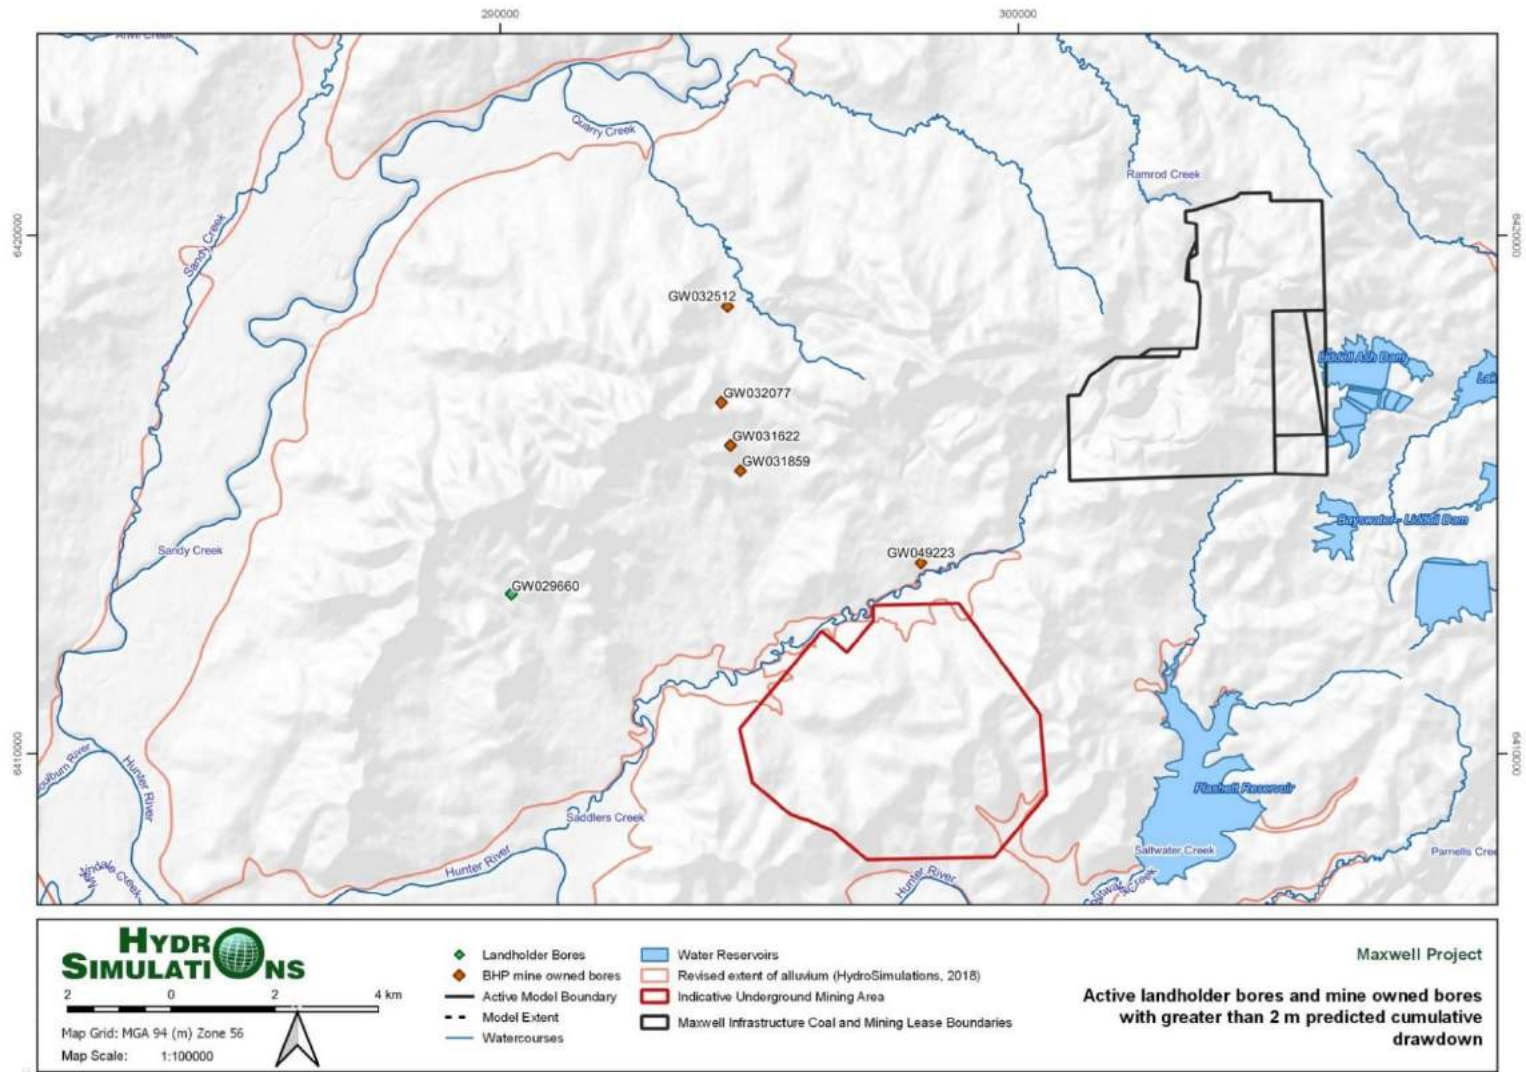 290000
300000
Quarry Creek
Ramrod Creek
Sandy Creek
6420000
6420000
GW032512
Liddell Ash Dam
GW032077
GW031622
GW031859
Bayswater - Liddell Dam
Sandy Creek
GW049223
GW029660
6410000
6410000
Hunter River
Plashett Reservoir
Saddlers Creek
Saltwater Creek
Hunter River
Hunter River
HYDRO
SIMULATIONS
2 0 2 4 km
Map Grid: MGA 94 (m) Zone 56
Map Scale: 1:100000
Landholder Bores
BHP mine owned bores
Active Model Boundary
Model Extent
Watercourses
Water Reservoirs
Revised extent of alluvium (HydroSimulations, 2018)
Indicative Underground Mining Area
Maxwell Infrastructure Coal and Mining Lease Boundaries
Maxwell Project
Active landholder bores and mine owned bores
with greater than 2 m predicted cumulative
drawdown